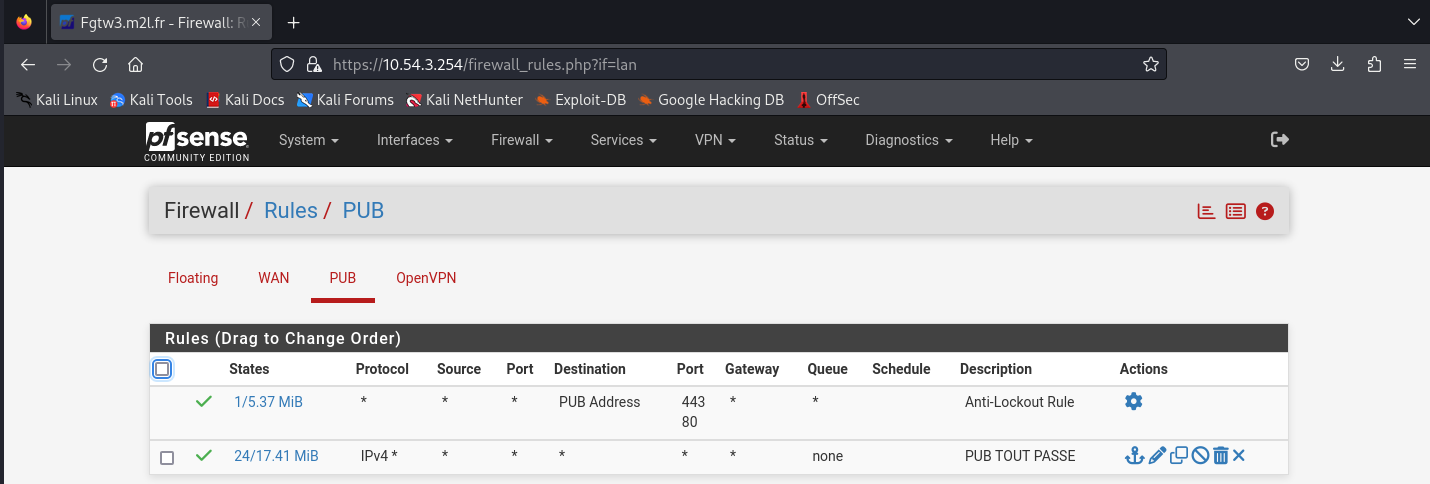 Fgtw3.m2l.fr - Firewall: R
https://10.54.3.254/firewall_rules.php?if=lan
Kali Linux Kali Tools Kali Docs Kali Forums Kali NetHunter Exploit-DB Google Hacking DB OffSec
pfsense System Interfaces Firewall Services VPN Status Diagnostics Help
COMMUNITY EDITION
Firewall / Rules / PUB
Floating WAN PUB OpenVPN
Rules (Drag to Change Order)
States Protocol Source Port Destination Port Gateway Queue Schedule Description Actions
1/5.37 MiB * * * PUB Address 443 * * Anti-Lockout Rule
80
24/17.41 MiB IPv4 * * * * * * none PUB TOUT PASSE